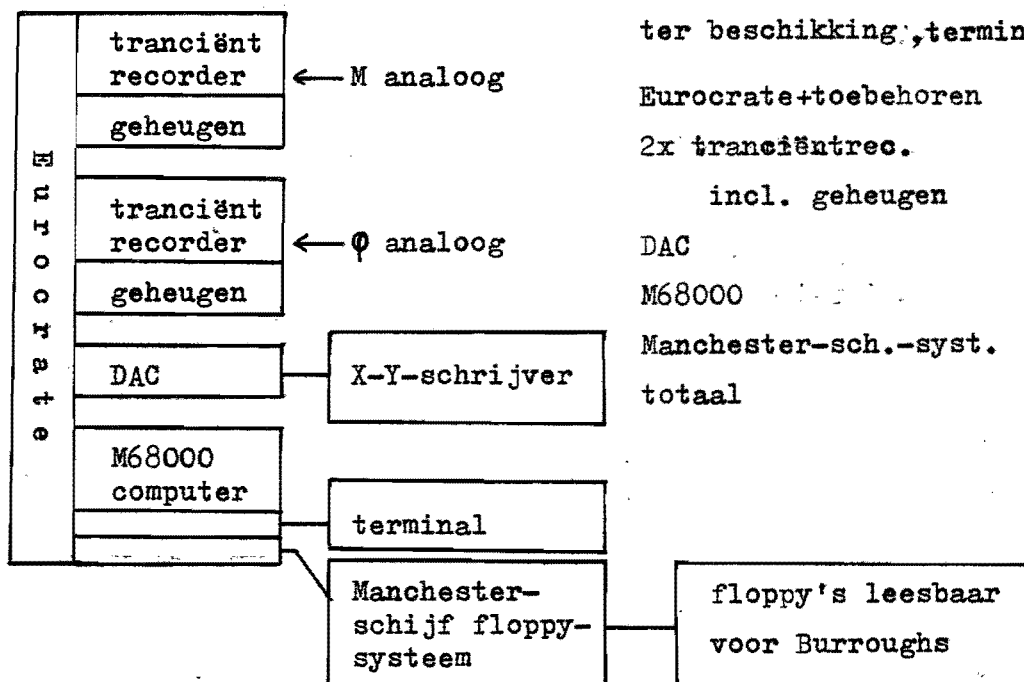 Eurocrate
tranciënt
recorder
geheugen
← M analoog
tranciënt
recorder
geheugen
← φ analoog
DAC
X-Y-schrijver
M68000
computer
terminal
Manchester-
schijf floppy-
systeem
floppy's leesbaar
voor Burroughs
ter beschikking, termin
Eurocrate+toebehoren
2x tranciëntrec.
incl. geheugen
DAC
M68000
Manchester-sch.-syst.
totaal